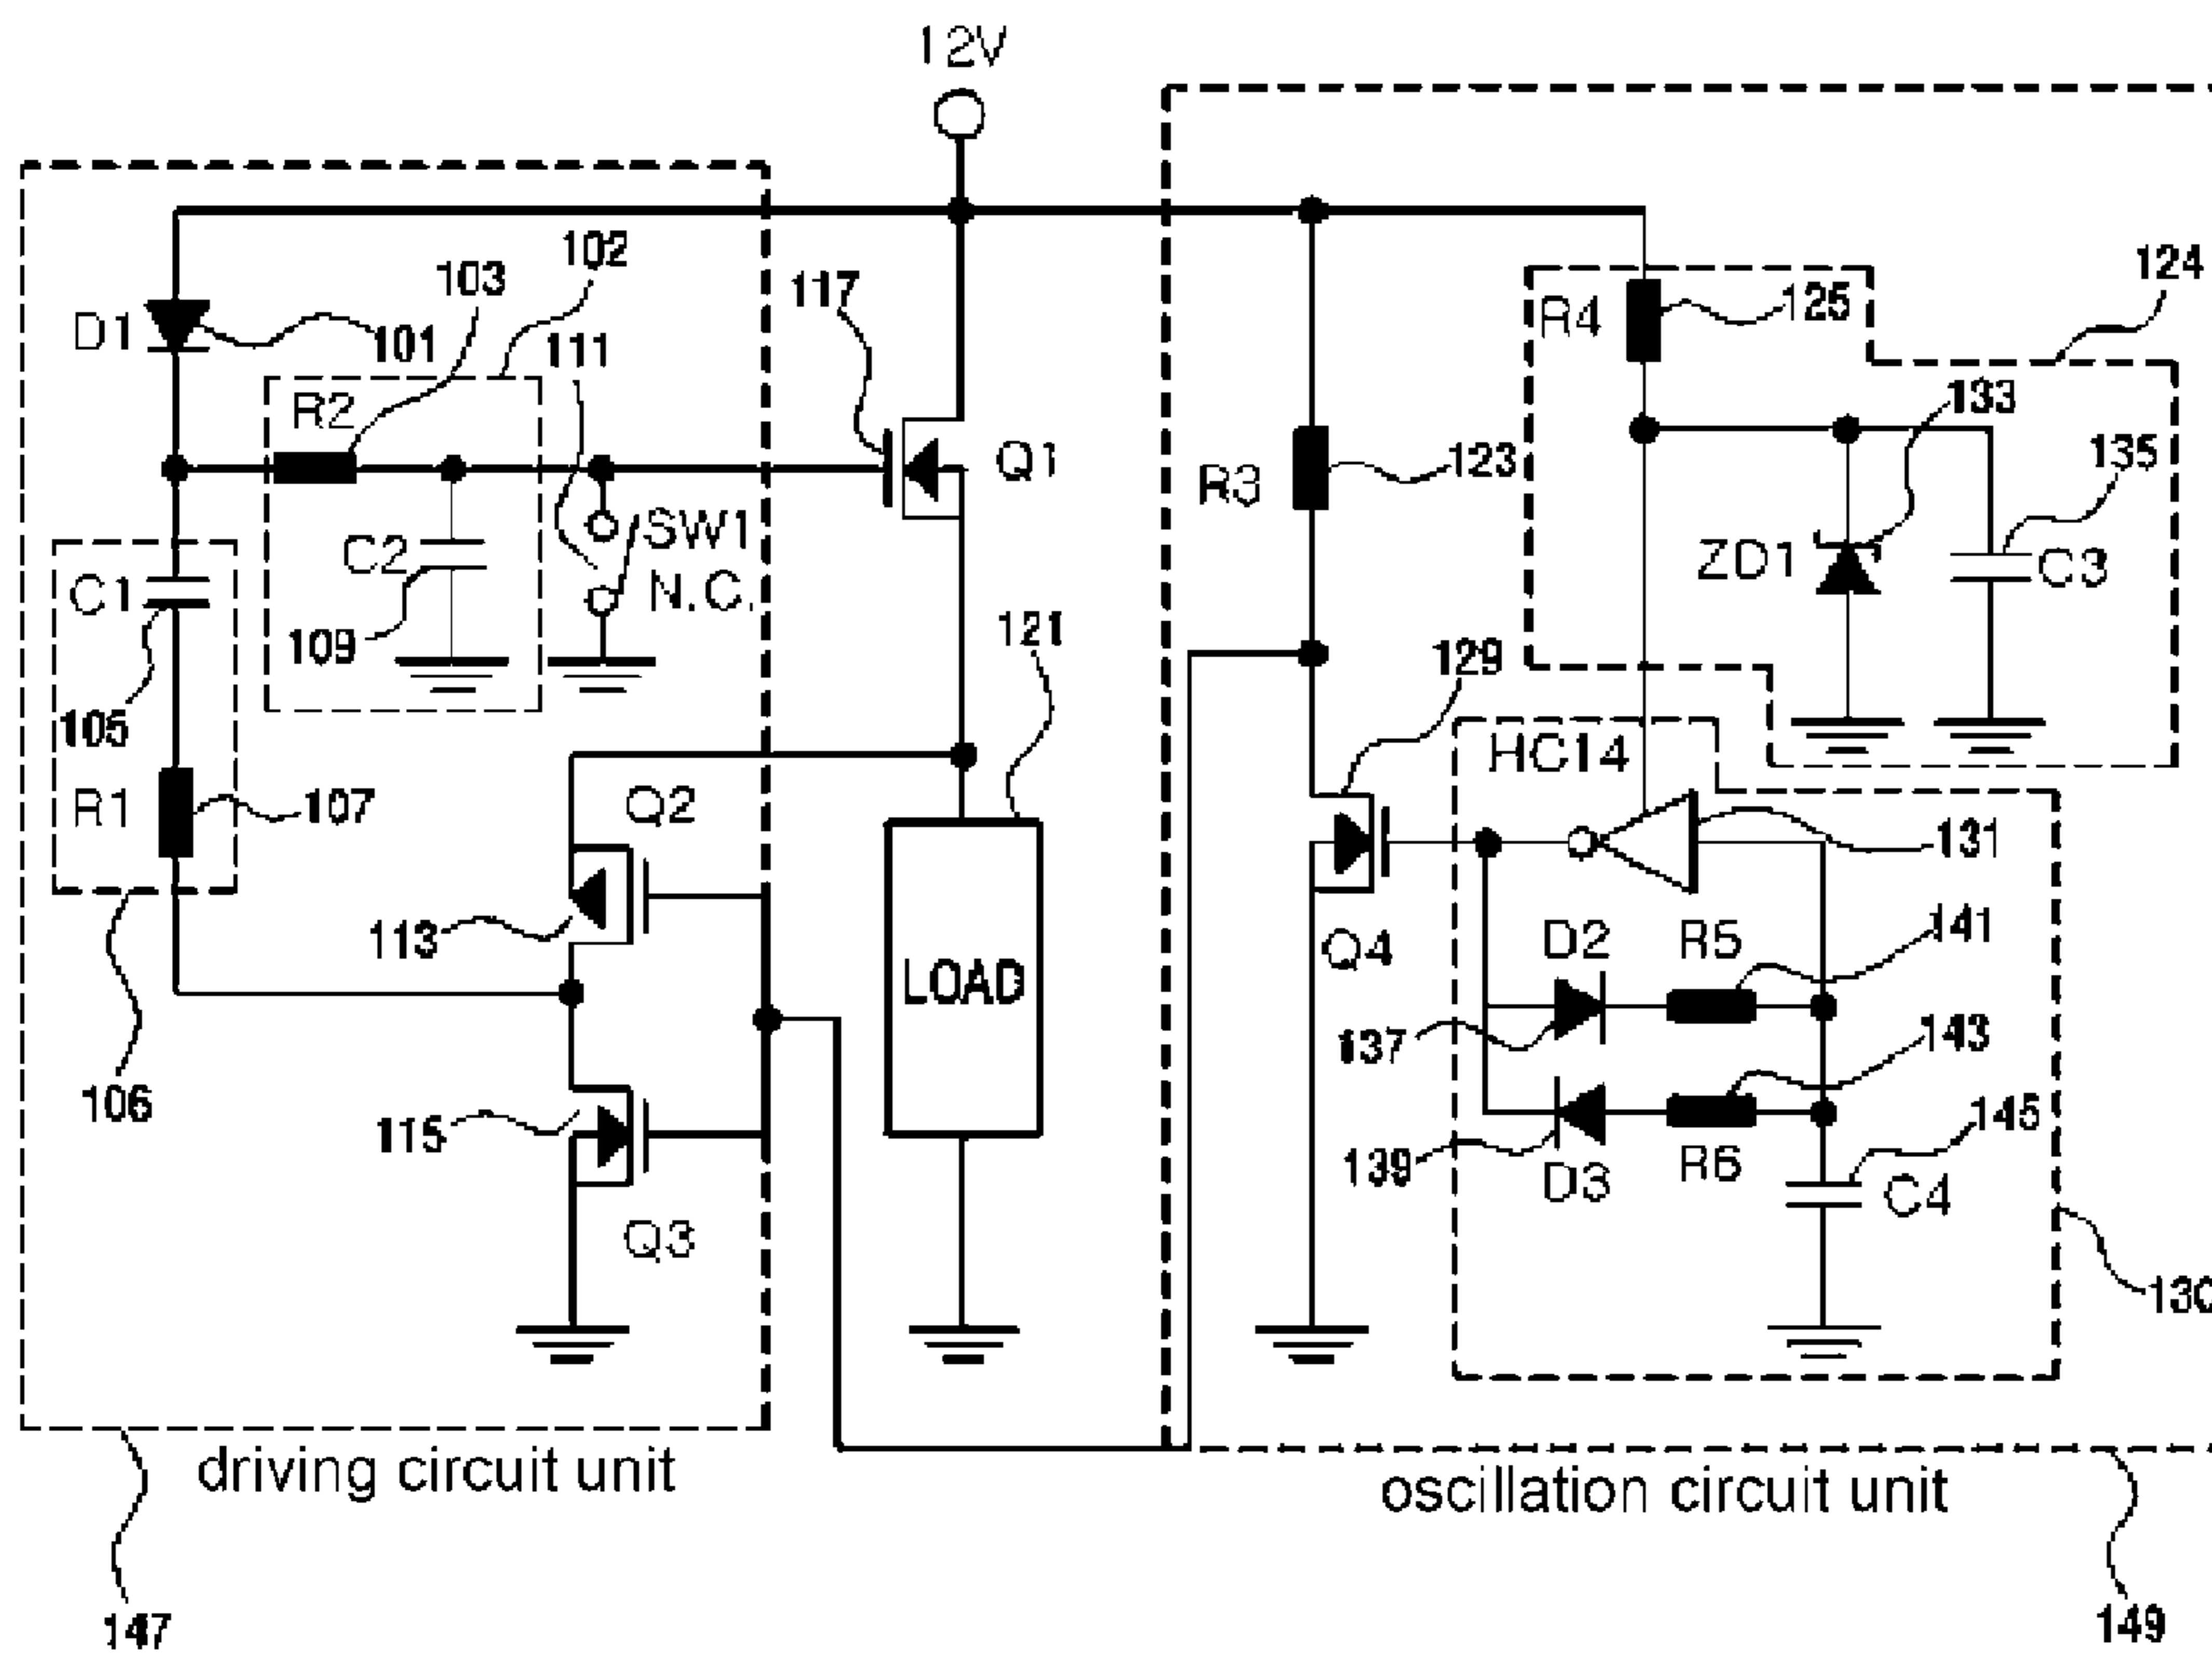 12V
102
103
124
117
R4
125
D1
101
111
133
R2
Q1
135
123
R3
SW1
C2
ZD1
C3
C1
N.C.
109
121
129
105
HC14
R1
107
Q2
131
141
113
Q4
D2
R5
LOAD
137
143
106
115
145
139
D3
R6
C4
Q3
130
driving circuit unit
oscillation circuit unit
147
149